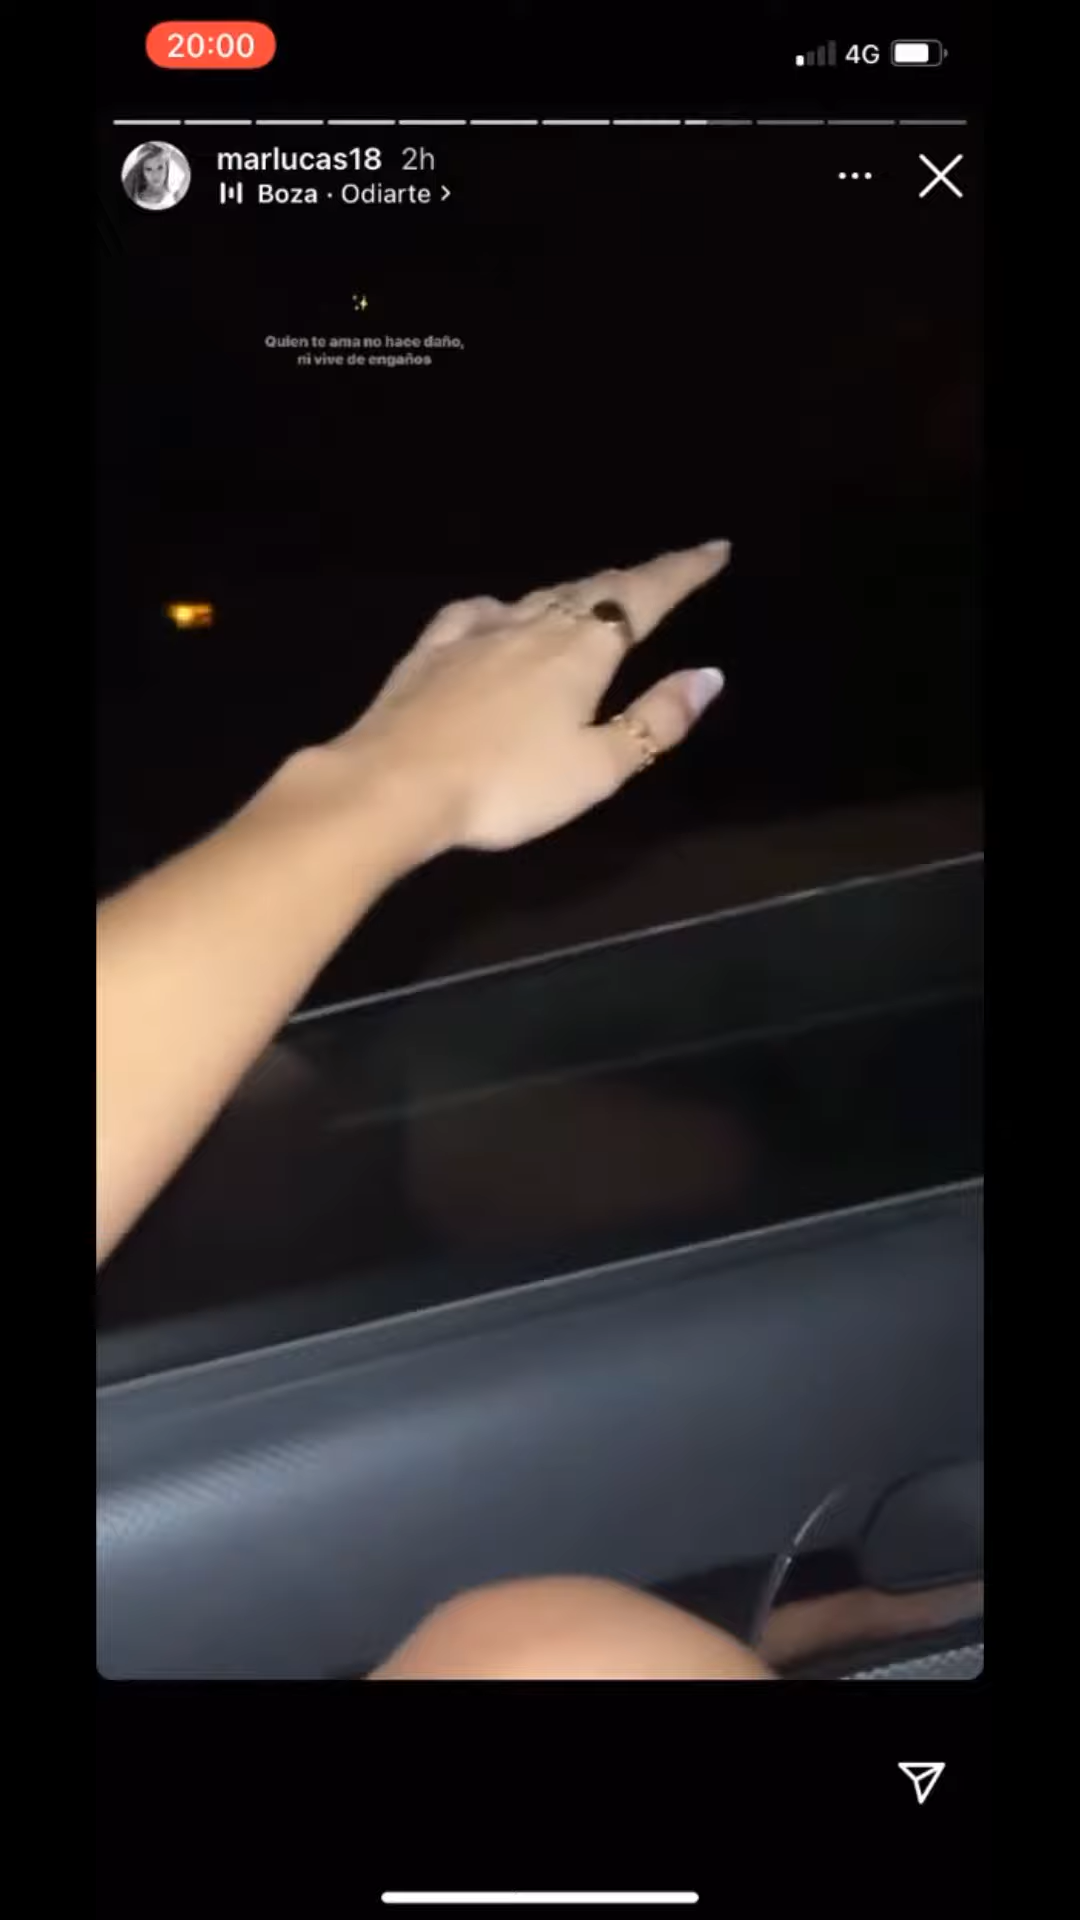 20:00
4G
marlucas18 2h
Boza · Odiarte >
Quien te ama no hace daño,
ni vive de engaños